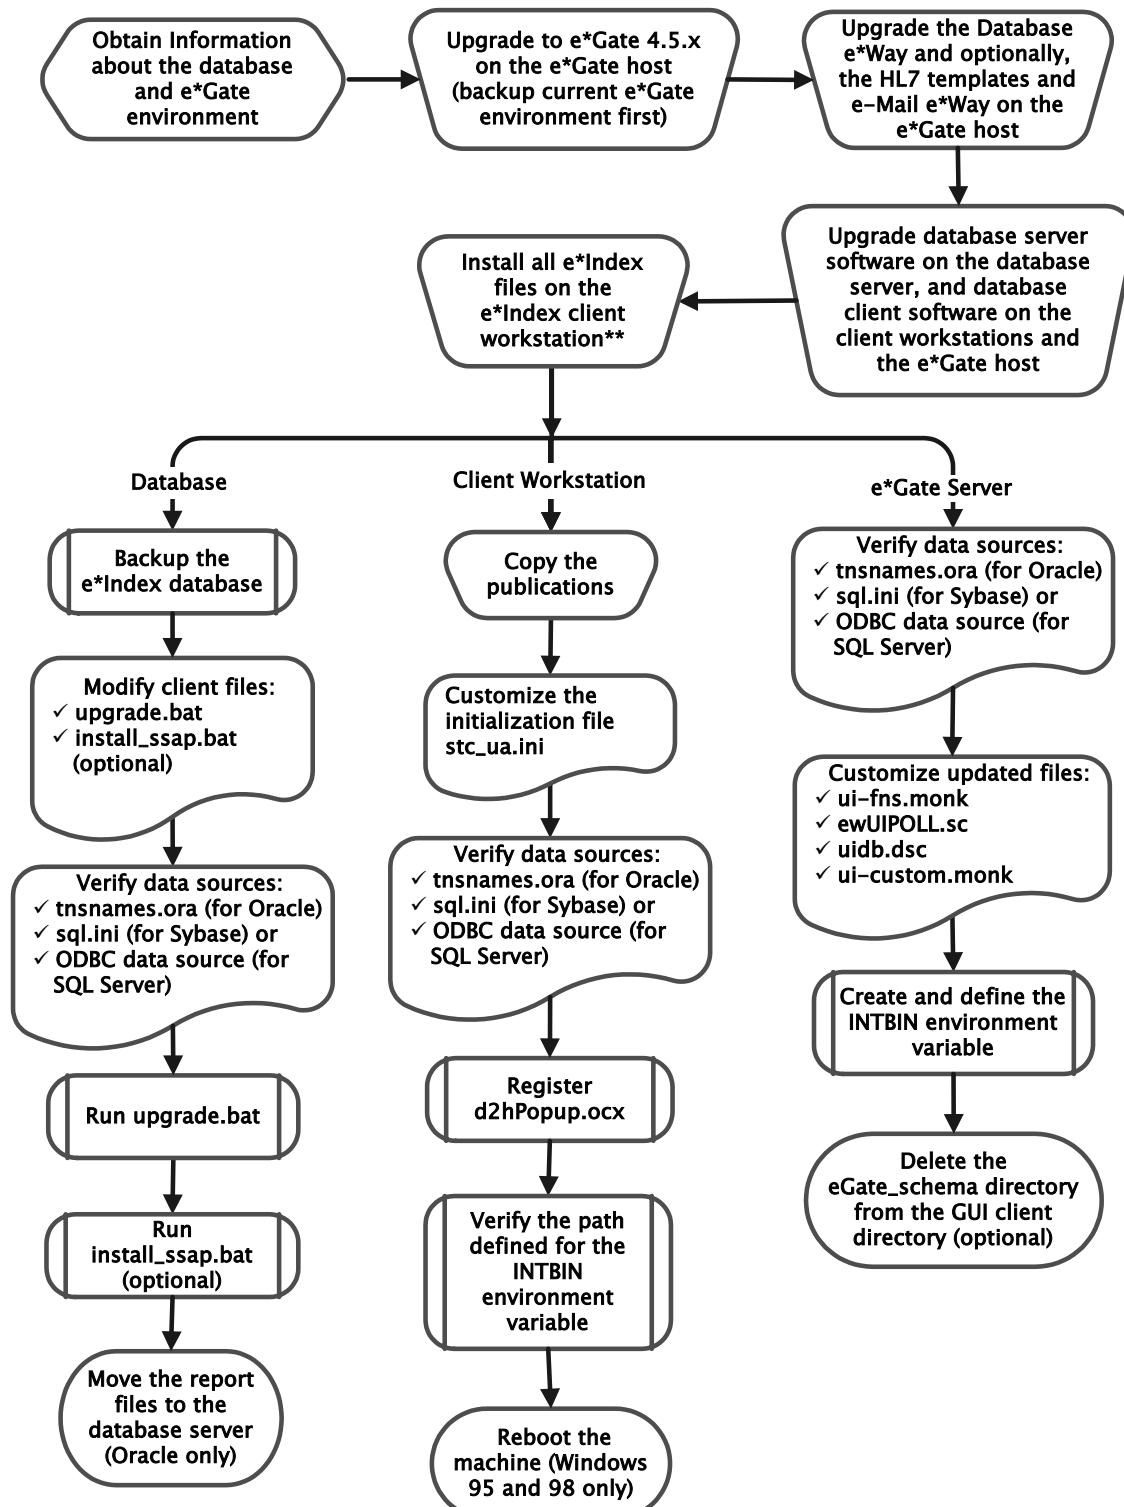 Obtain Information
about the database
and e*Gate
environment
Upgrade to e*Gate 4.5.x
on the e*Gate host
(backup current e*Gate
environment first)
Upgrade the Database
e*Way and optionally,
the HL7 templates and
e-Mail e*Way on the
e*Gate host
Upgrade database server
software on the database
server, and database
client software on the
client workstations and
the e*Gate host
Install all e*Index
files on the
e*Index client
workstation**
Database
Backup the
e*Index database
Modify client files:
✓ upgrade.bat
✓ install_ssap.bat
(optional)
Verify data sources:
✓ tnsnames.ora (for Oracle)
✓ sql.ini (for Sybase) or
✓ ODBC data source (for
SQL Server)
Run upgrade.bat
Run
install_ssap.bat
(optional)
Move the report
files to the
database server
(Oracle only)
Client Workstation
Copy the
publications
Customize the
initialization file
stc_ua.ini
Verify data sources:
✓ tnsnames.ora (for Oracle)
✓ sql.ini (for Sybase) or
✓ ODBC data source (for
SQL Server)
Register
d2hPopup.ocx
Verify the path
defined for the
INTBIN
environment
variable
Reboot the
machine (Windows
95 and 98 only)
e*Gate Server
Verify data sources:
✓ tnsnames.ora (for Oracle)
✓ sql.ini (for Sybase) or
✓ ODBC data source (for
SQL Server)
Customize updated files:
✓ ui-fns.monk
✓ ewUIPOLL.sc
✓ uidb.dsc
✓ ui-custom.monk
Create and define the
INTBIN environment
variable
Delete the
eGate_schema directory
from the GUI client
directory (optional)